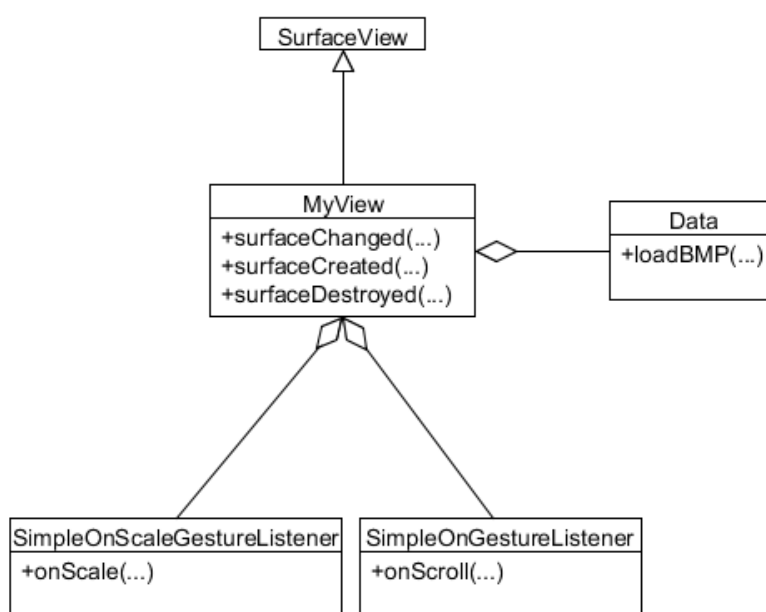 SurfaceView
MyView
+surfaceChanged(...)
+surfaceCreated(...)
+surfaceDestroyed(...)
Data
+loadBMP(...)
SimpleOnScaleGestureListener
+onScale(...)
SimpleOnGestureListener
+onScroll(...)